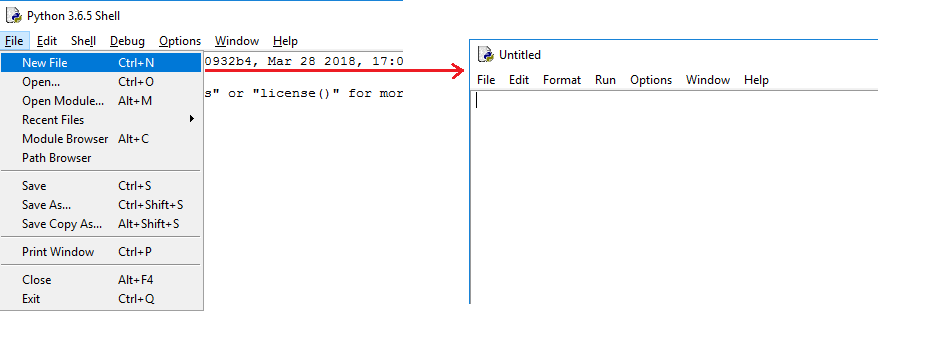 Python 3.6.5 Shell
File Edit Shell Debug Options Window Help
0932b4, Mar 28 2018, 17:0
s" or "license()" for mor
New File Ctrl+N
Open... Ctrl+O
Open Module... Alt+M
Recent Files
Module Browser Alt+C
Path Browser
Save Ctrl+S
Save As... Ctrl+Shift+S
Save Copy As... Alt+Shift+S
Print Window Ctrl+P
Close Alt+F4
Exit Ctrl+Q
Untitled
File Edit Format Run Options Window Help